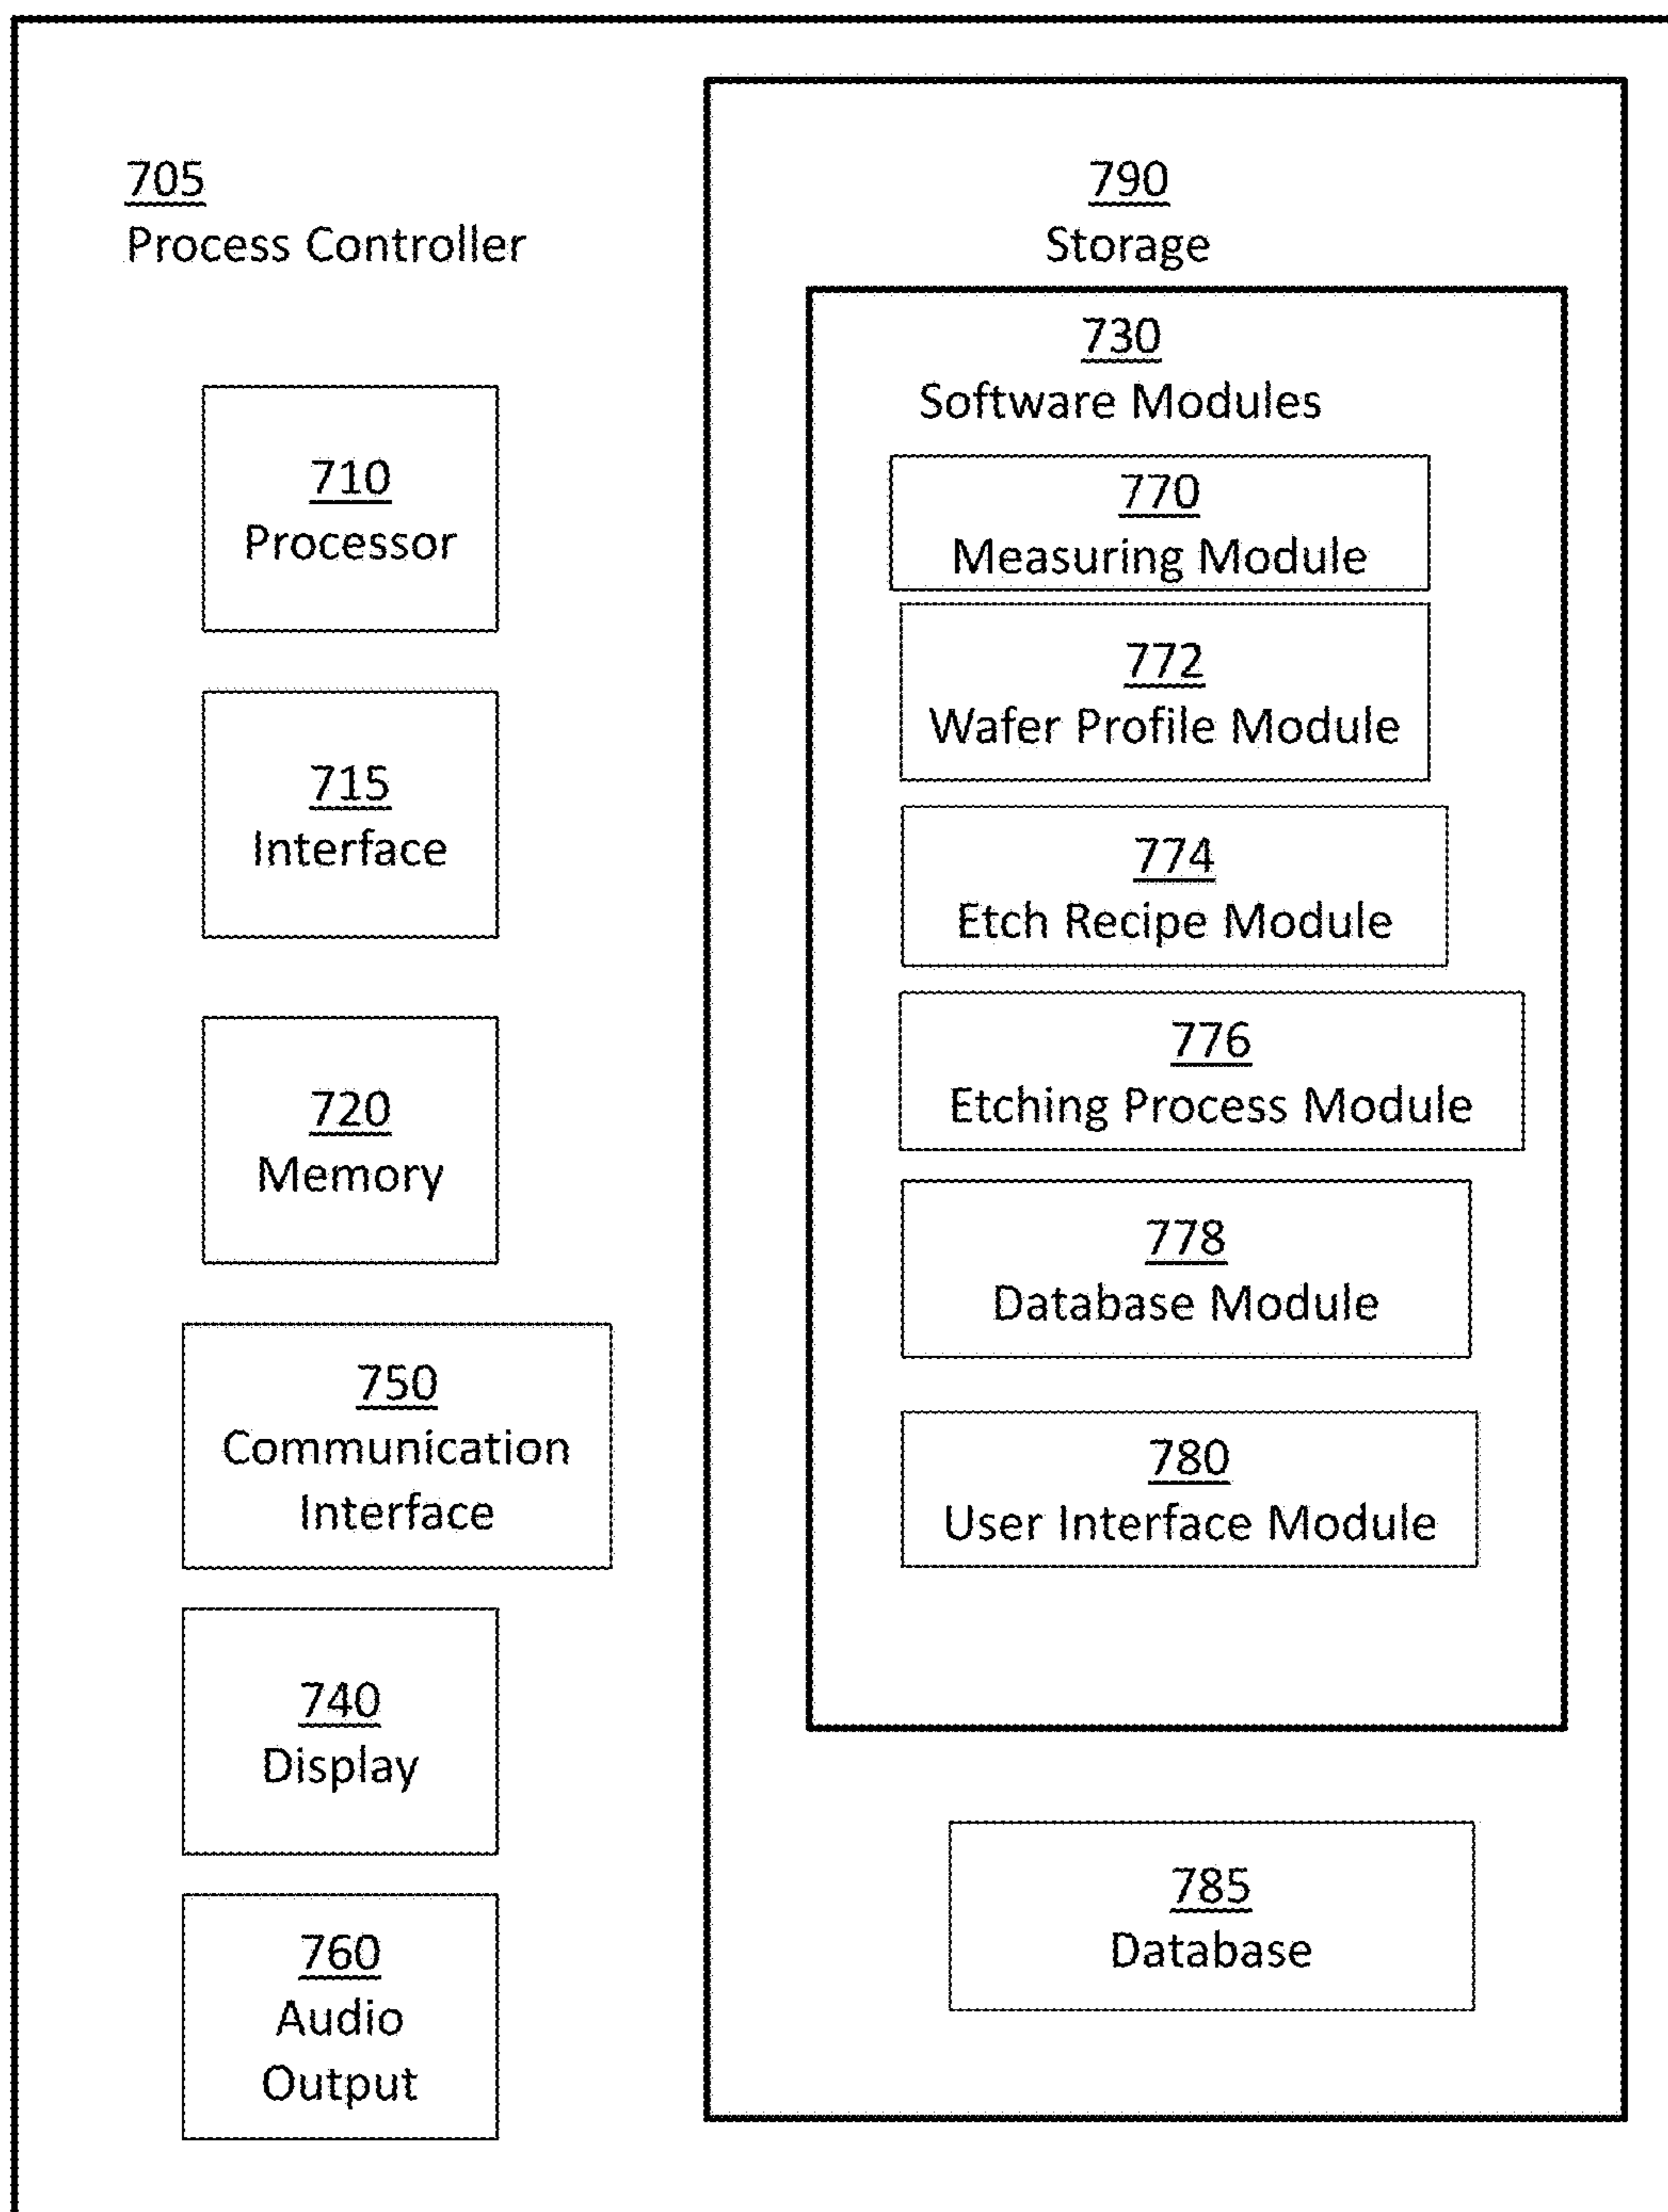 705
Process Controller
710
Processor
715
Interface
720
Memory
750
Communication
Interface
740
Display
760
Audio
Output
790
Storage
730
Software Modules
770
Measuring Module
772
Wafer Profile Module
774
Etch Recipe Module
776
Etching Process Module
778
Database Module
780
User Interface Module
785
Database